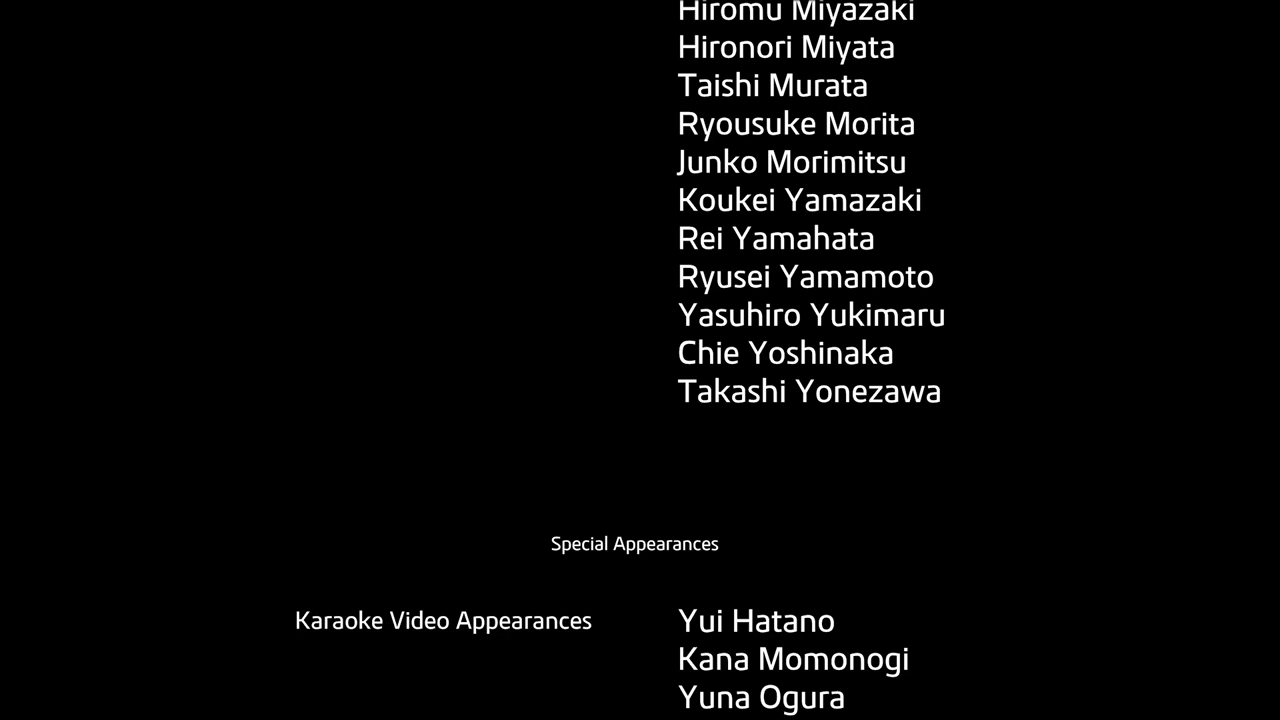 Hiromu Miyazaki
Hironori Miyata
Taishi Murata
Ryousuke Morita
Junko Morimitsu
Koukei Yamazaki
Rei Yamahata
Ryusei Yamamoto
Yasuhiro Yukimaru
Chie Yoshinaka
Takashi Yonezawa
Special Appearances
Karaoke Video Appearances Yui Hatano
Kana Momonogi
Yuna Ogura